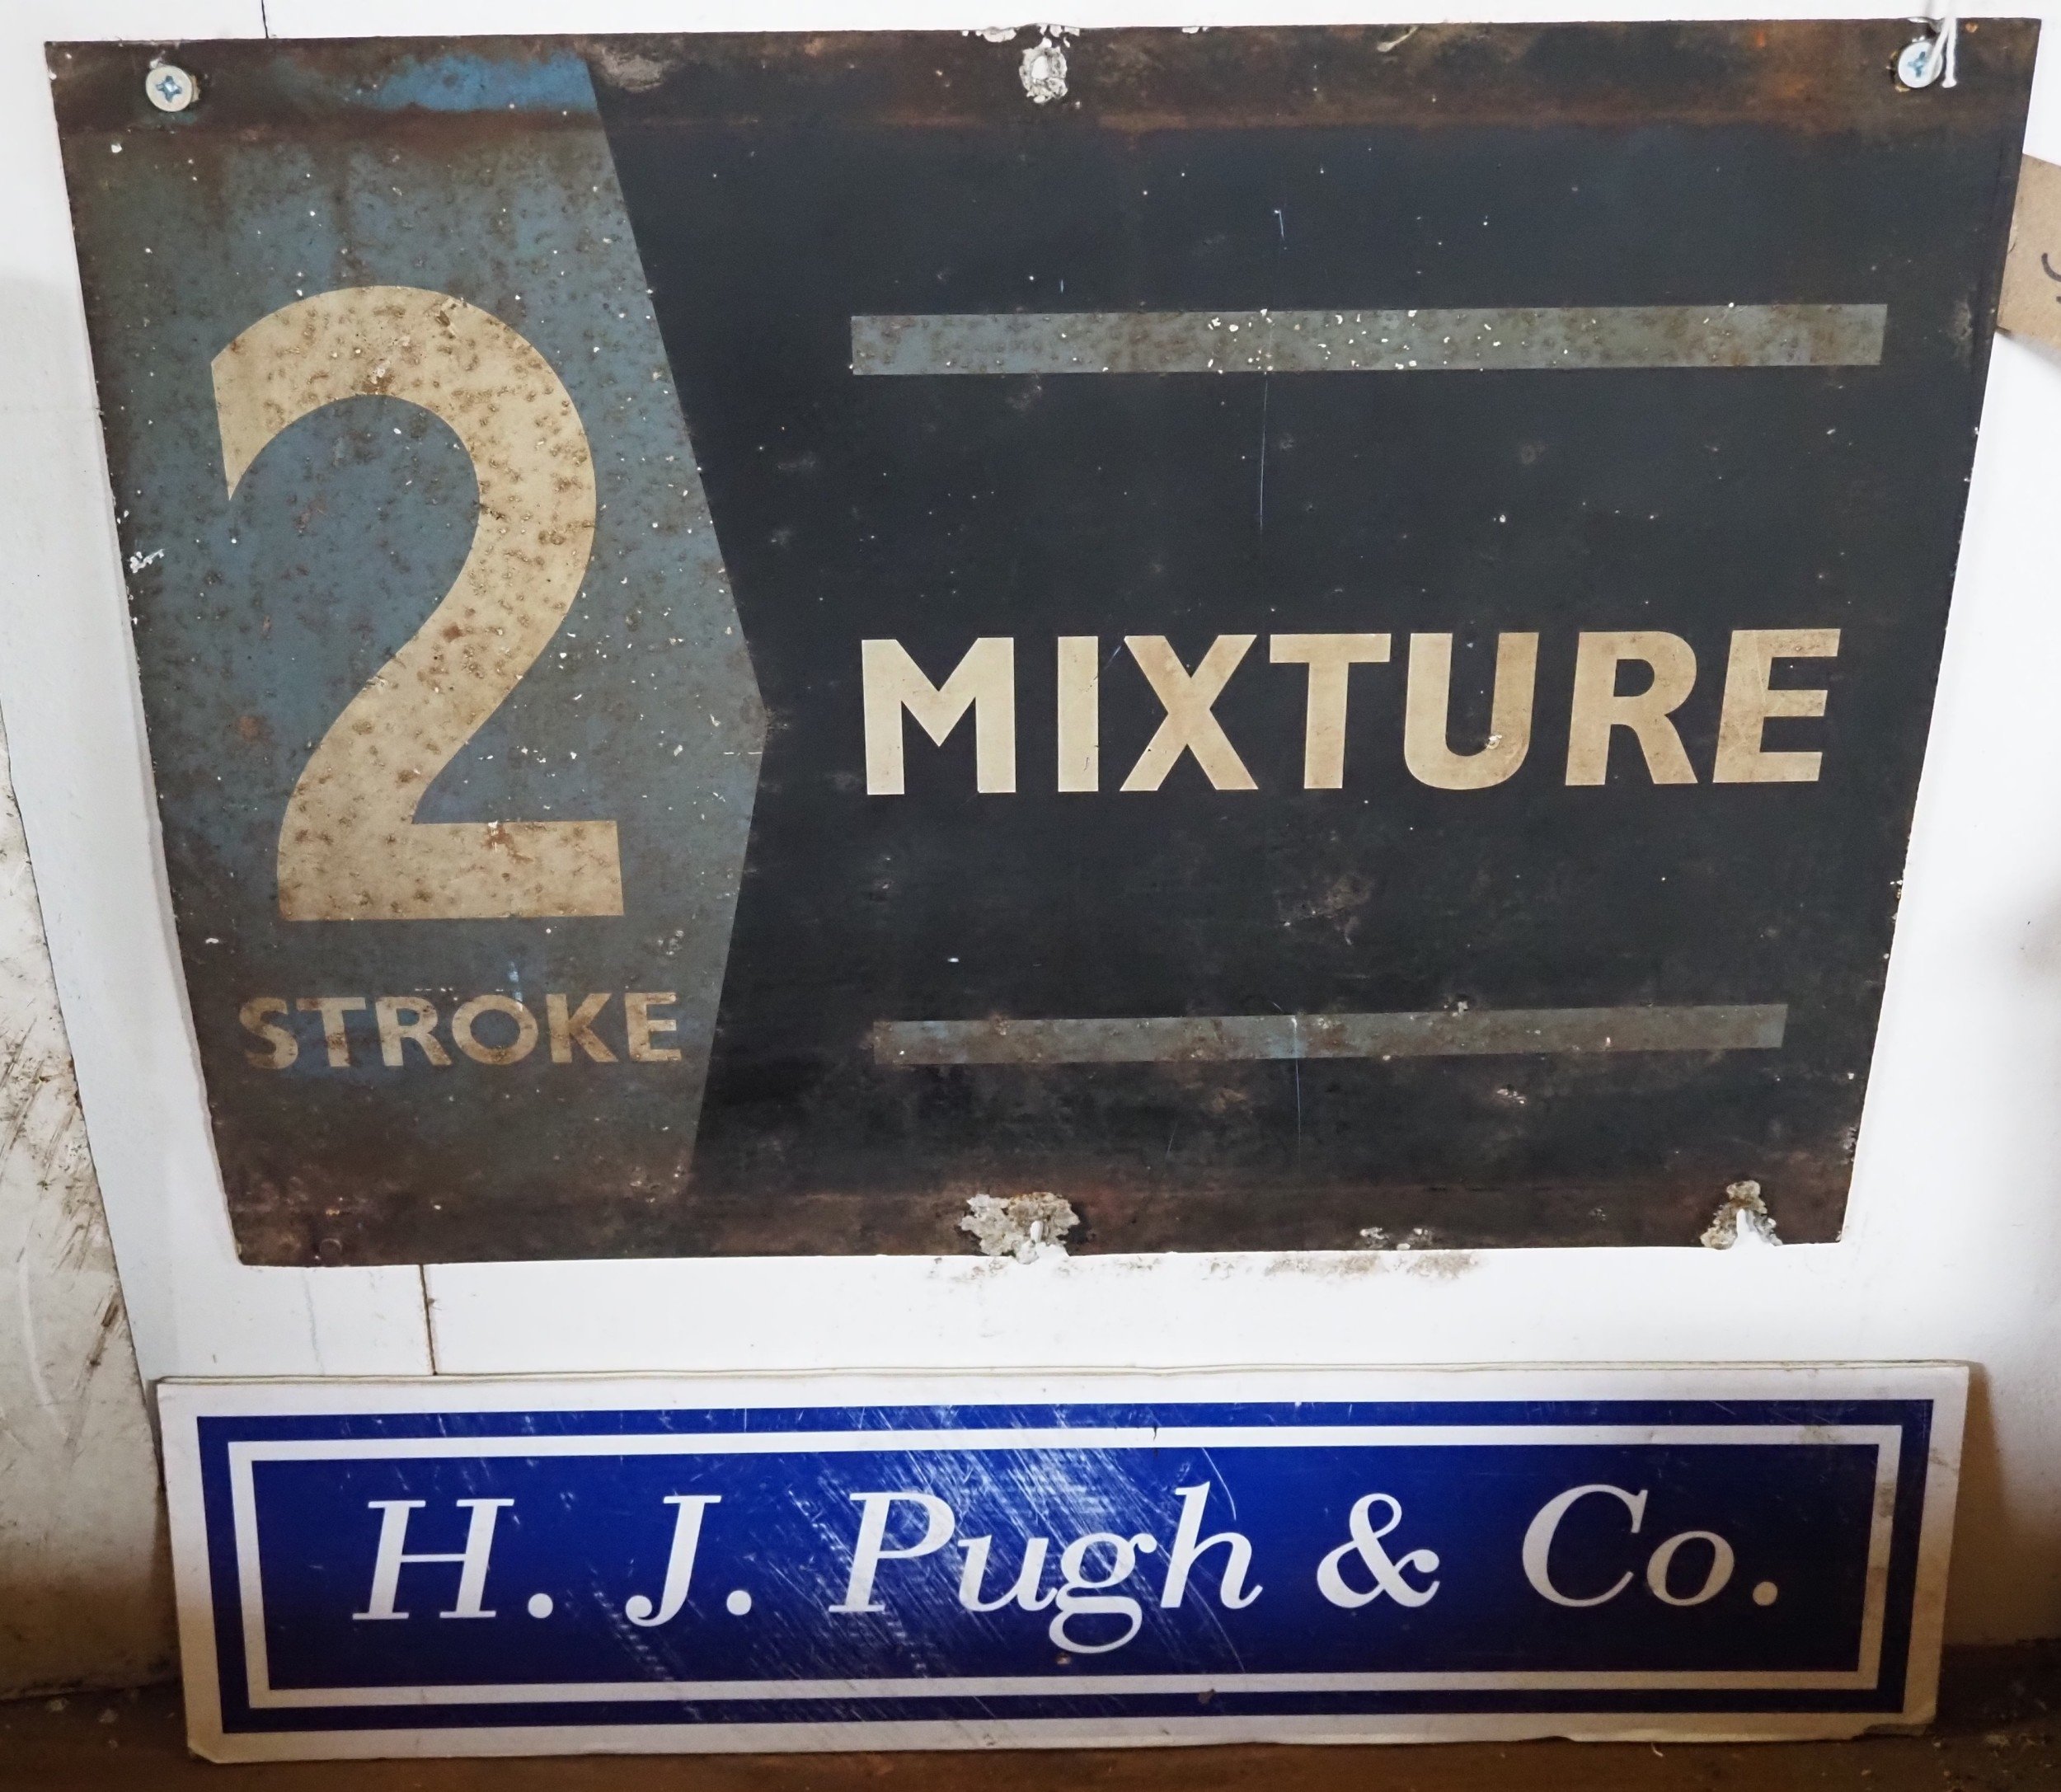 2
STROKE
MIXTURE
H. J. Pugh & Co.